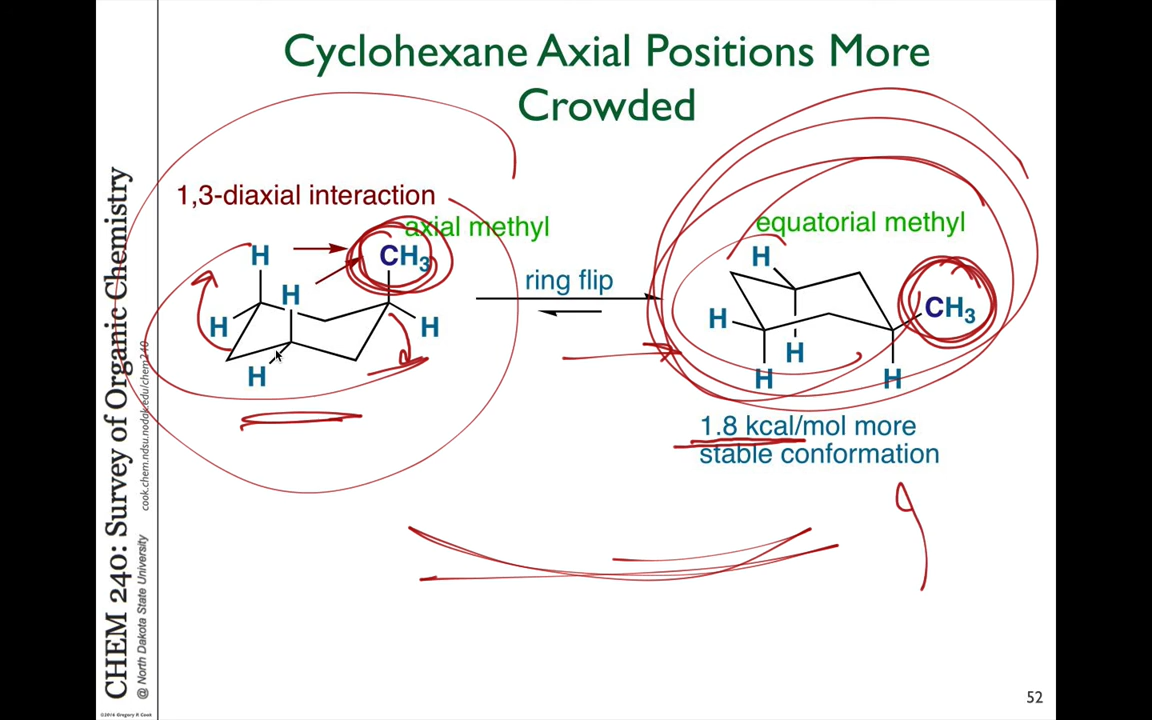 Cyclohexane Axial Positions More
Crowded
1,3-diaxial interaction
axial methyl
H
CH3
H
H
H
H
ring flip
equatorial methyl
H
CH3
H
H
H
H
1.8 kcal/mol more
stable conformation
CHEM 240: Survey of Organic Chemistry
@ North Dakota State University cook.chem.ndsu.nodak.edu/chem240
©2016 Gregory R Cook
52